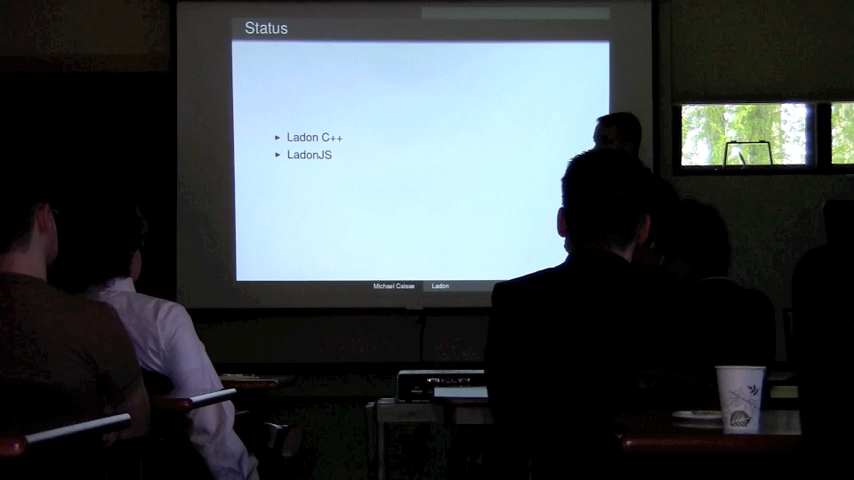 Status
▸ Ladon C++
▸ LadonJS
Michael Caisse Ladon